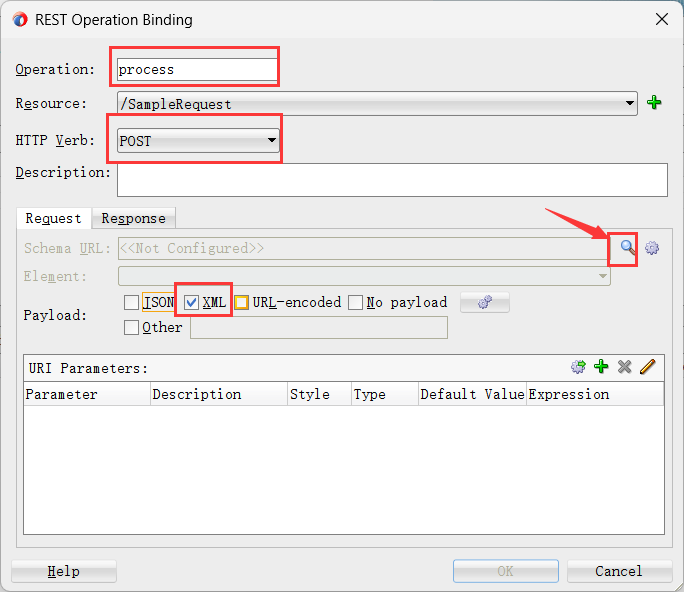 REST Operation Binding
Operation: process
Resource: /SampleRequest
HTTP Verb: POST
Description:
Request Response
Schema URL: <<Not Configured>>
Element:
Payload: JSON XML URL-encoded No payload
Other
URI Parameters:
Parameter Description Style Type Default Value Expression
Help OK Cancel